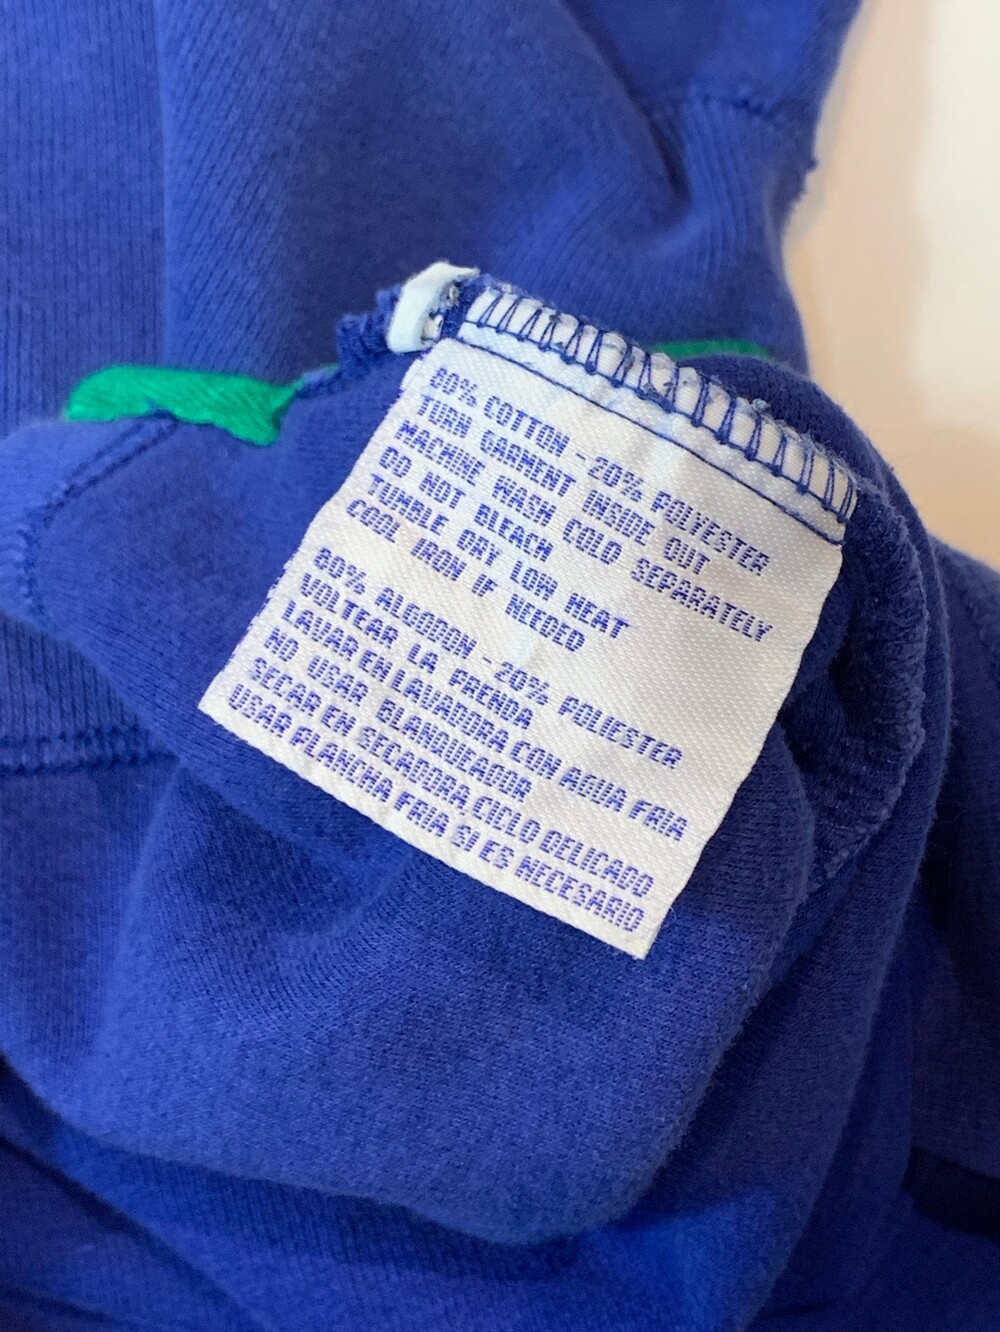 80% COTTON - 20% POLYESTER
TURN GARMENT INSIDE OUT
MACHINE WASH COLD SEPARATELY
DO NOT BLEACH
TUMBLE DRY LOW HEAT
COOL IRON IF NEEDED
80% ALGODON - 20% POLIESTER
VOLTEAR LA PRENDA
LAVAR EN LAVADORA CON AGUA FRIA
NO USAR BLANQUEADOR
SECAR EN SECADORA CICLO DELICADO
USAR PLANCHA FRIA SI ES NECESARIO